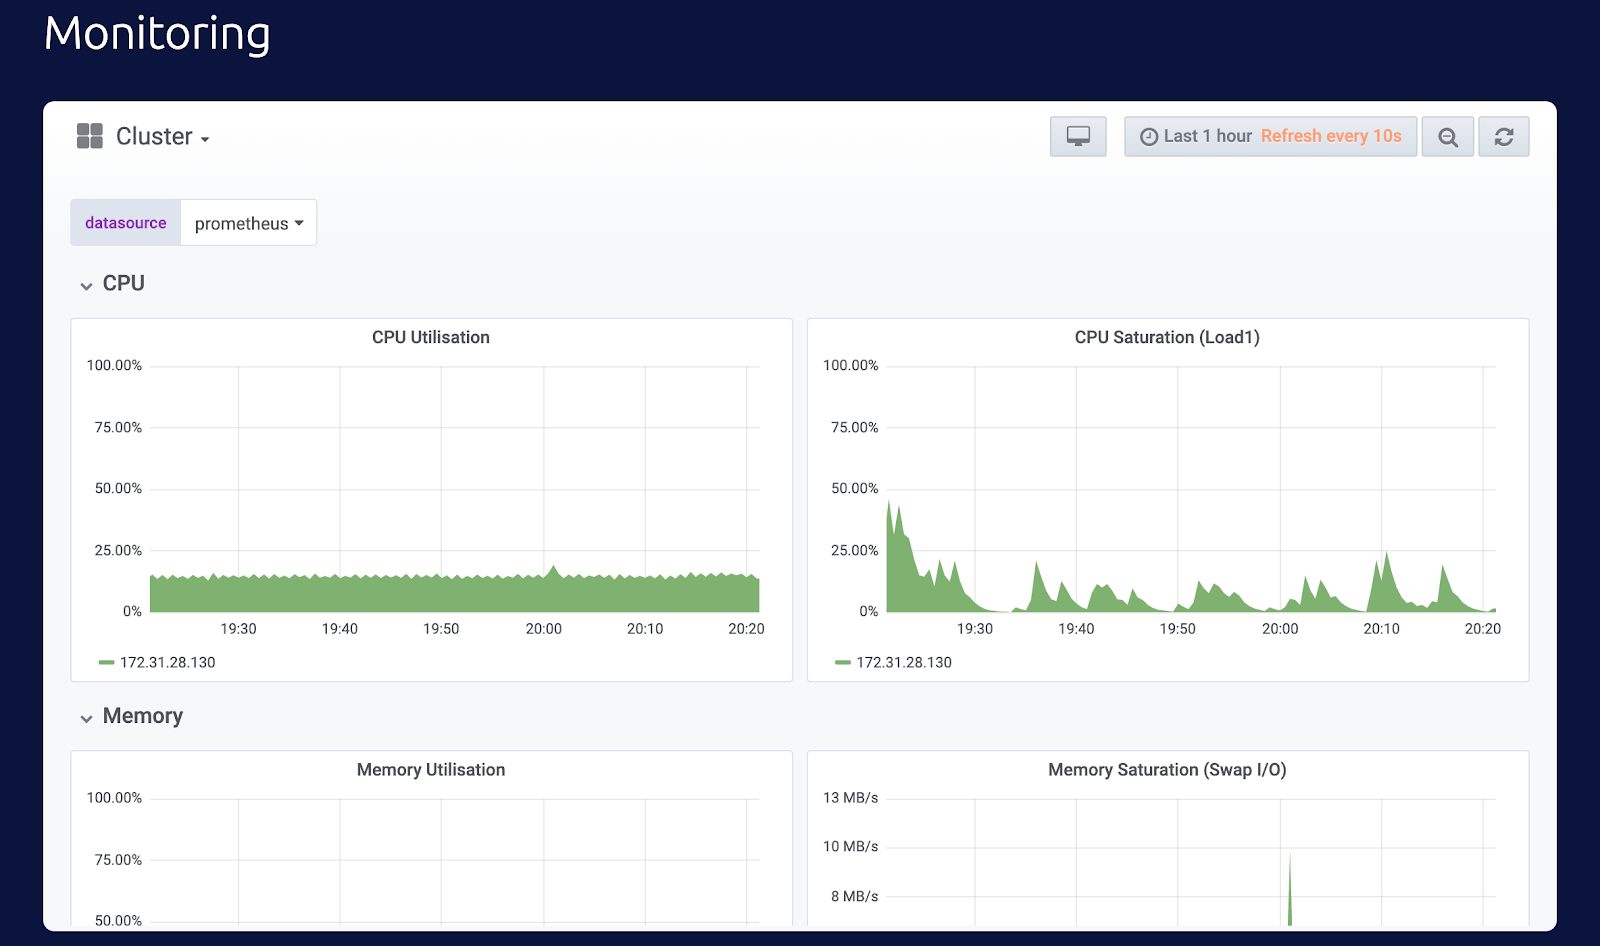 Monitoring
Cluster
Last 1 hour Refresh every 10s
datasource prometheus
CPU
CPU Utilisation
100.00%
75.00%
50.00%
25.00%
0%
19:30 19:40 19:50 20:00 20:10 20:20
172.31.28.130
CPU Saturation (Load1)
100.00%
75.00%
50.00%
25.00%
0%
19:30 19:40 19:50 20:00 20:10 20:20
172.31.28.130
Memory
Memory Utilisation
100.00%
75.00%
50.00%
Memory Saturation (Swap I/O)
13 MB/s
10 MB/s
8 MB/s